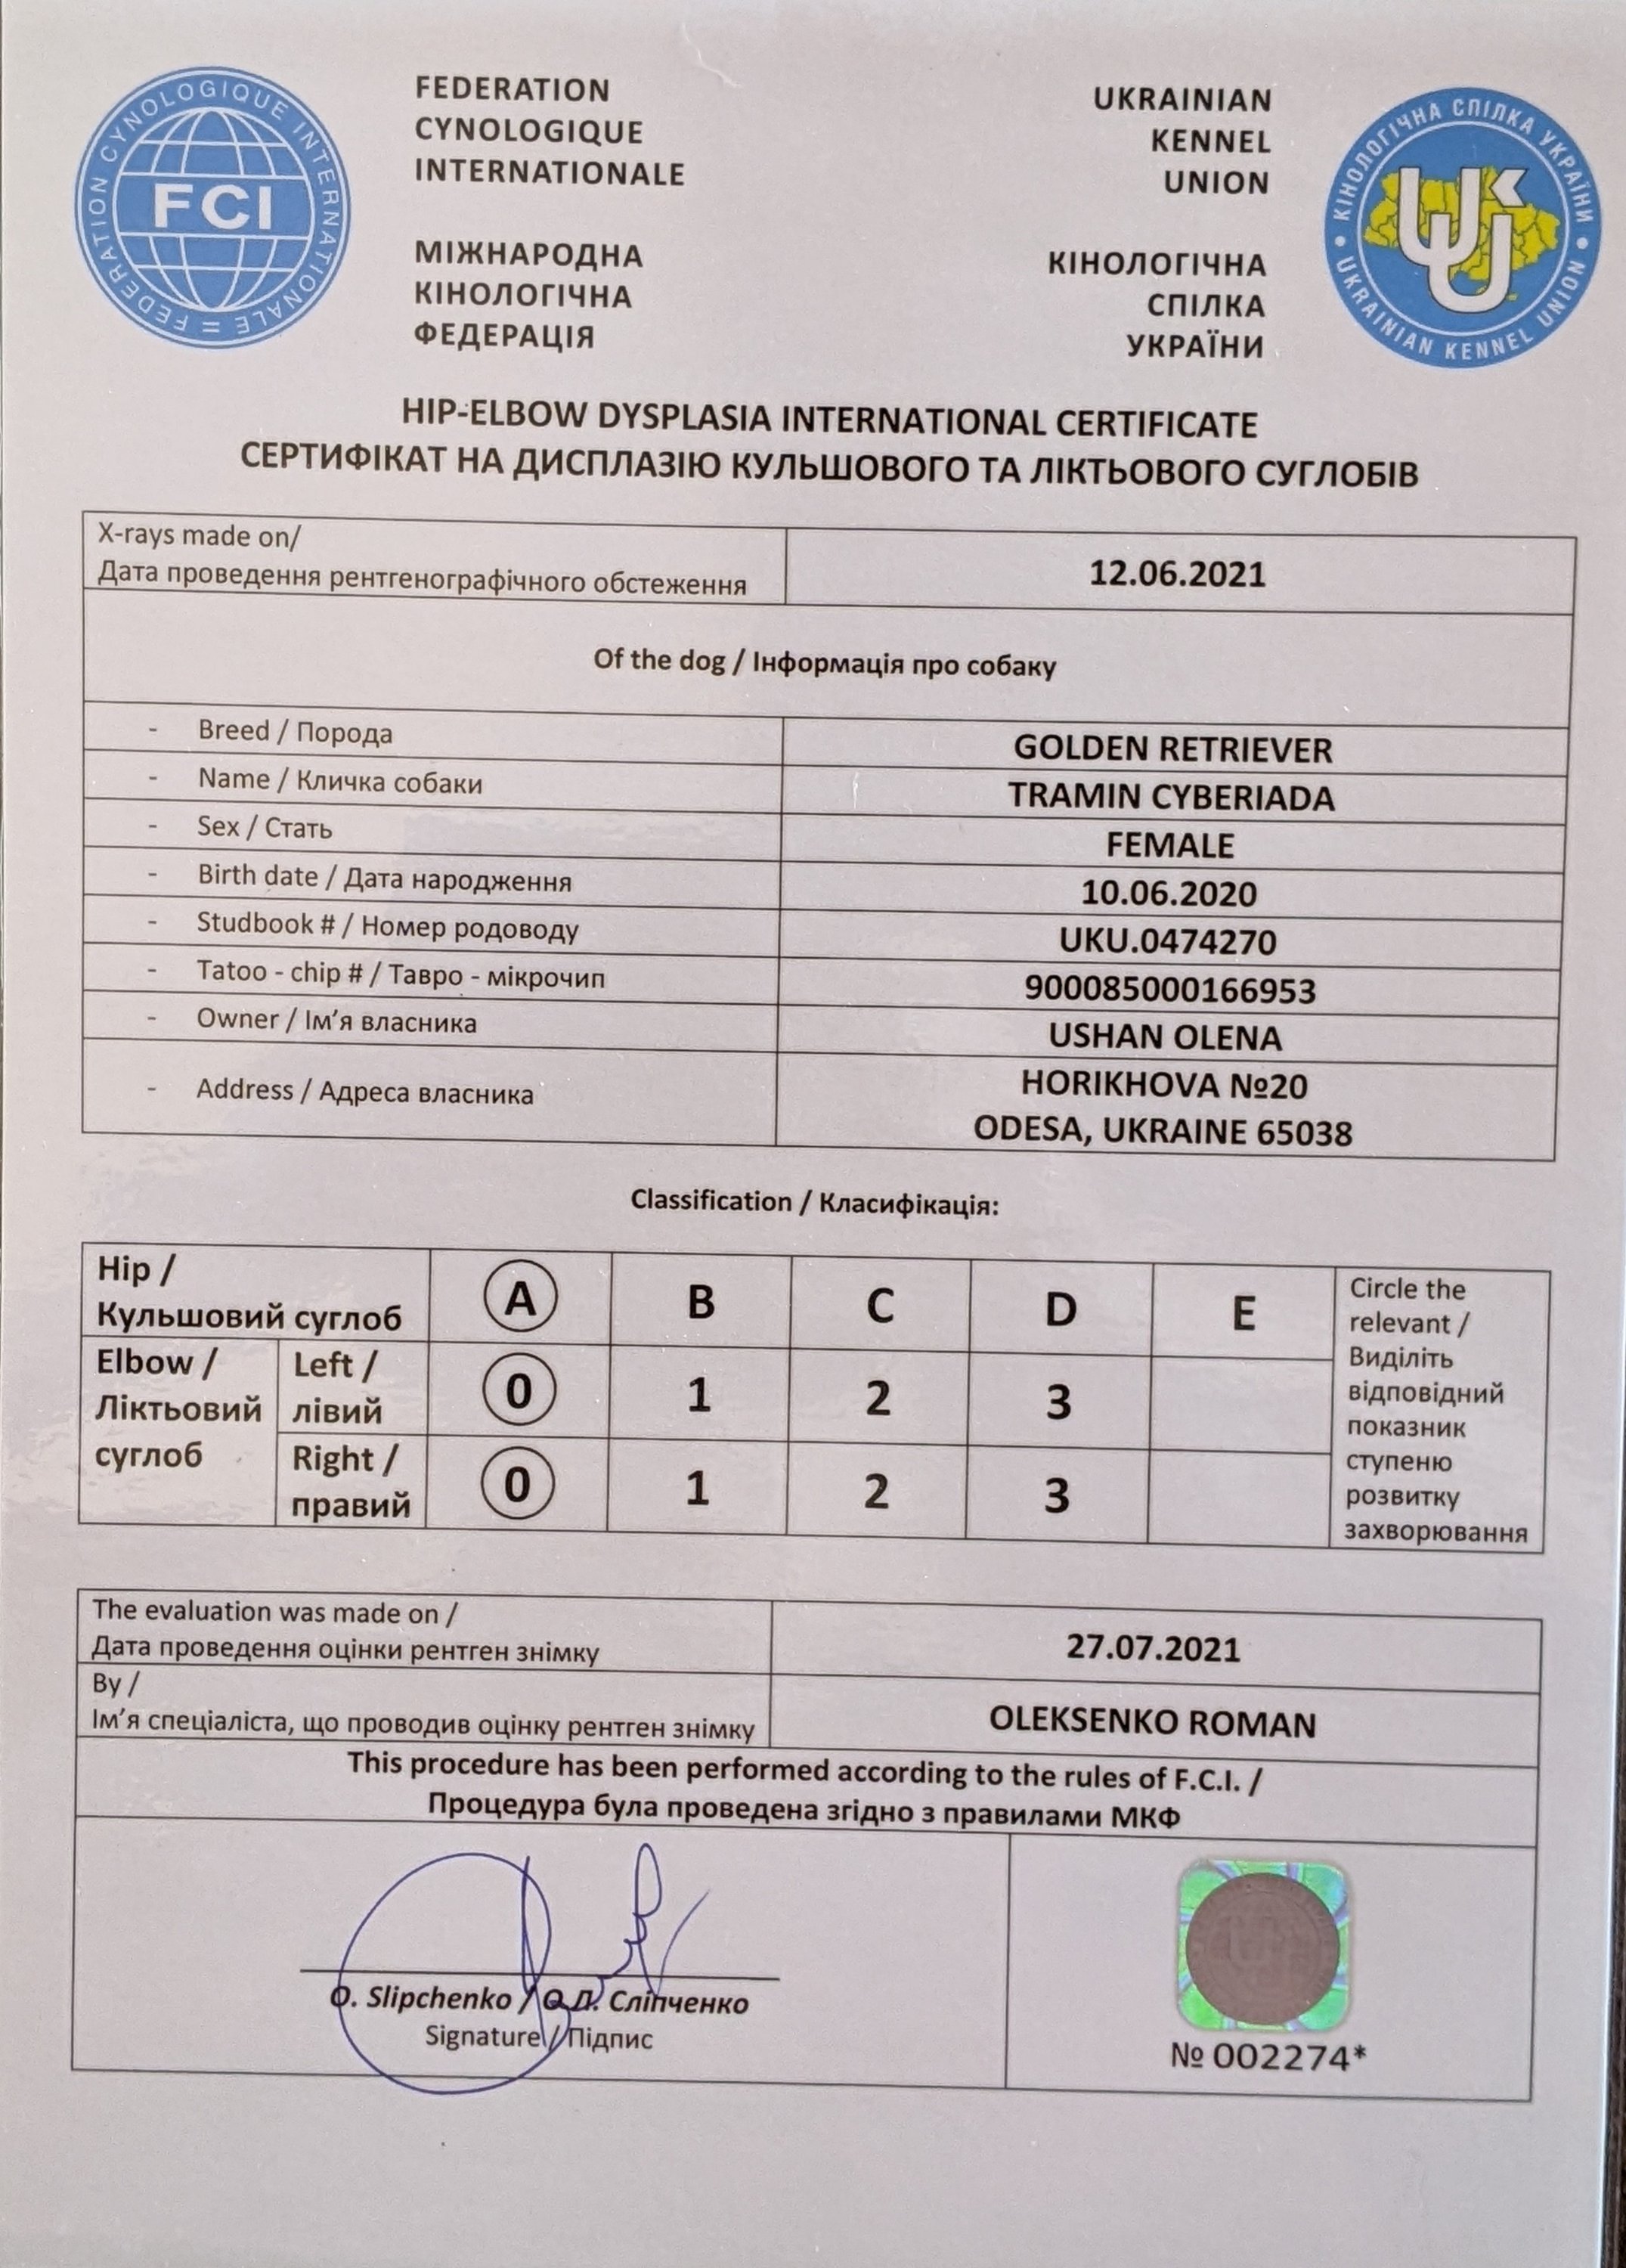 FEDERATION
CYNOLOGIQUE
INTERNATIONALE
МІЖНАРОДНА
КІНОЛОГІЧНА
ФЕДЕРАЦІЯ
FCI
FEDERATION CYNOLOGIQUE INTERNATIONALE =
UKRAINIAN
KENNEL
UNION
КІНОЛОГІЧНА
СПІЛКА
УКРАЇНИ
КІНОЛОГІЧНА СПІЛКА УКРАЇНИ
UKU
UKRAINIAN KENNEL UNION
HIP-ELBOW DYSPLASIA INTERNATIONAL CERTIFICATE
СЕРТИФІКАТ НА ДИСПЛАЗІЮ КУЛЬШОВОГО ТА ЛІКТЬОВОГО СУГЛОБІВ
X-rays made on/
Дата проведення рентгенографічного обстеження
12.06.2021
Of the dog / Інформація про собаку
- Breed / Порода GOLDEN RETRIEVER
- Name / Кличка собаки TRAMIN CYBERIADA
- Sex / Стать FEMALE
- Birth date / Дата народження 10.06.2020
- Studbook # / Номер родоводу UKU.0474270
- Tatoo - chip # / Тавро - мікрочип 900085000166953
- Owner / Ім’я власника USHAN OLENA
- Address / Адреса власника HORIKHOVA №20
ODESA, UKRAINE 65038
Classification / Класифікація:
Hip /
Кульшовий суглоб
A B C D E
Elbow /
Ліктьовий
суглоб
Left /
лівий
0 1 2 3
Right /
правий
0 1 2 3
Circle the
relevant /
Виділіть
відповідний
показник
ступеню
розвитку
захворювання
The evaluation was made on /
Дата проведення оцінки рентген знімку
27.07.2021
By /
Ім’я спеціаліста, що проводив оцінку рентген знімку
OLEKSENKO ROMAN
This procedure has been performed according to the rules of F.C.I. /
Процедура була проведена згідно з правилами МКФ
O. Slipchenko / О.Л. Сліпченко
Signature / Підпис
№ 002274*